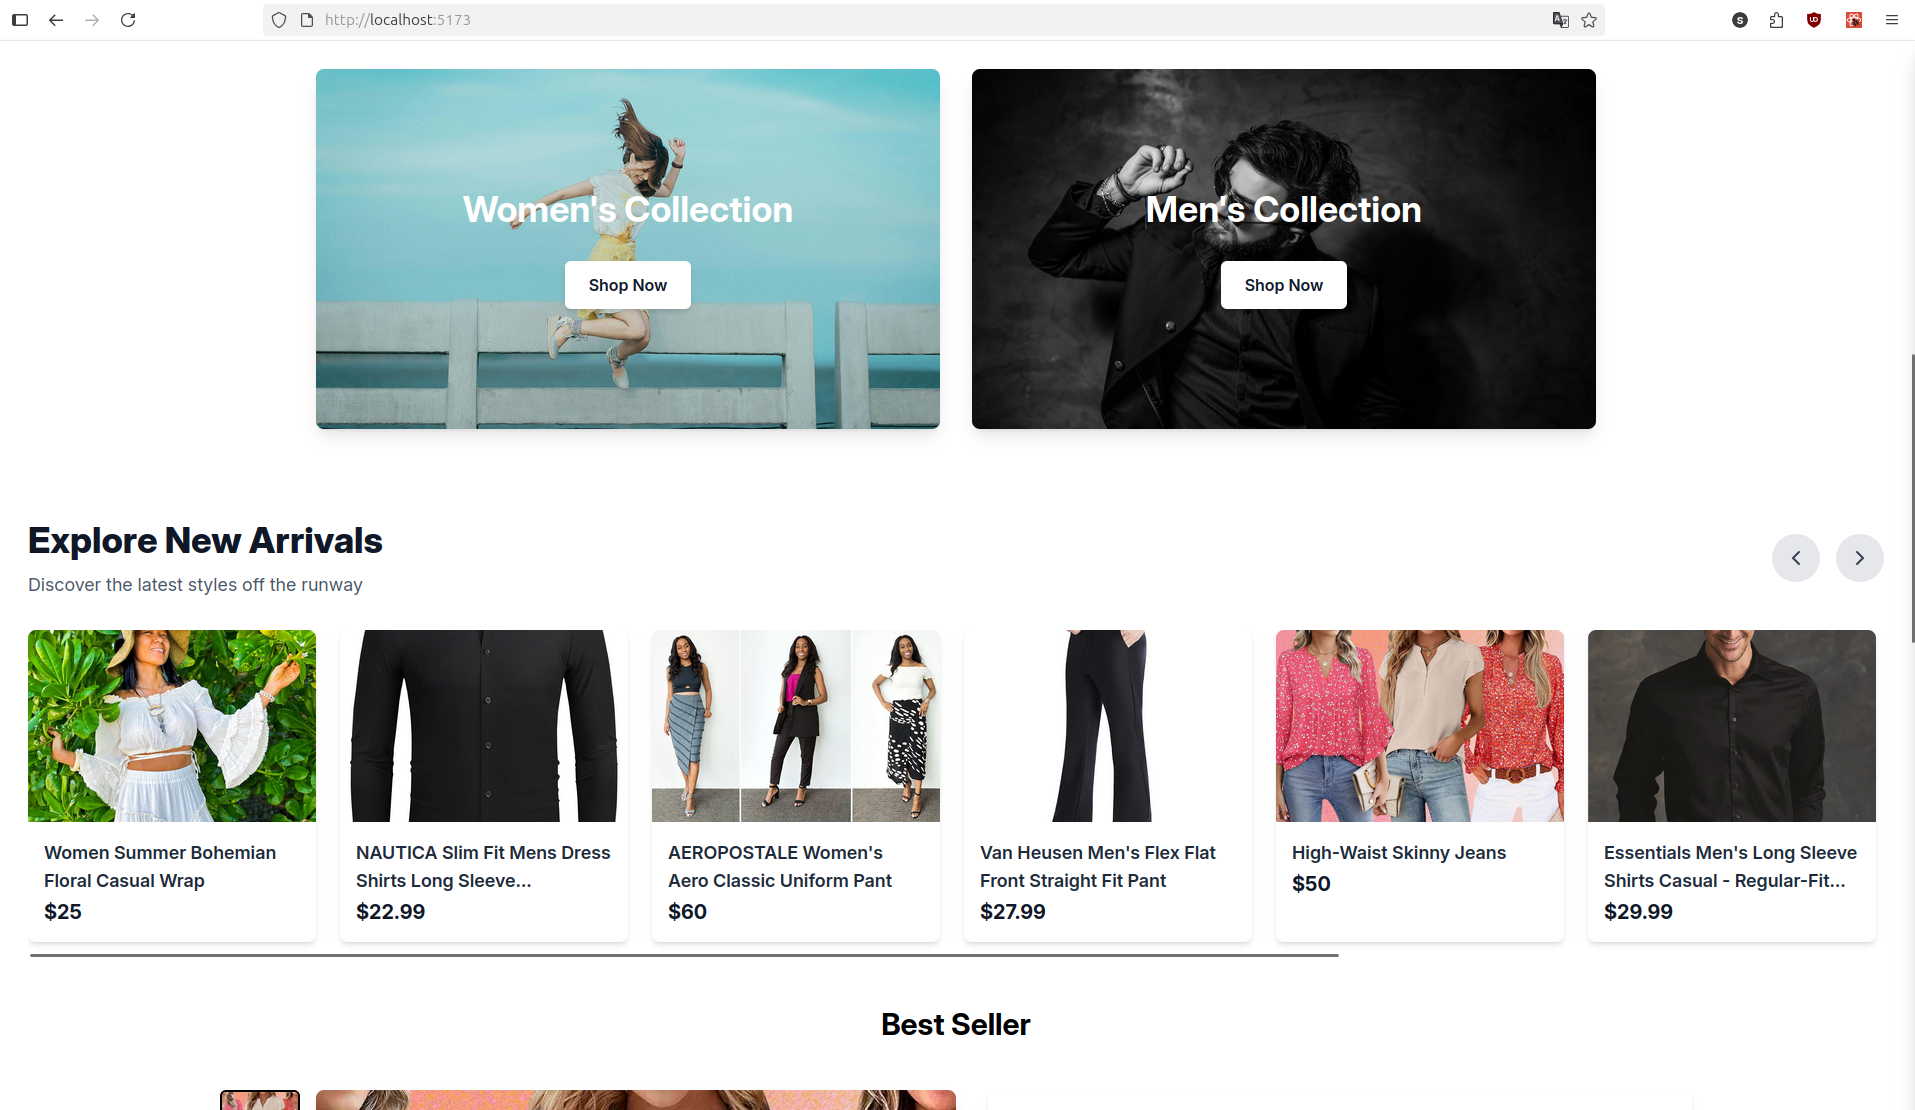 http://localhost:5173
Women's Collection
Shop Now
Men's Collection
Shop Now
Explore New Arrivals
Discover the latest styles off the runway
Women Summer Bohemian
Floral Casual Wrap
$25
NAUTICA Slim Fit Mens Dress
Shirts Long Sleeve...
$22.99
AEROPOSTALE Women's
Aero Classic Uniform Pant
$60
Van Heusen Men's Flex Flat
Front Straight Fit Pant
$27.99
High-Waist Skinny Jeans
$50
Essentials Men's Long Sleeve
Shirts Casual - Regular-Fit...
$29.99
Best Seller